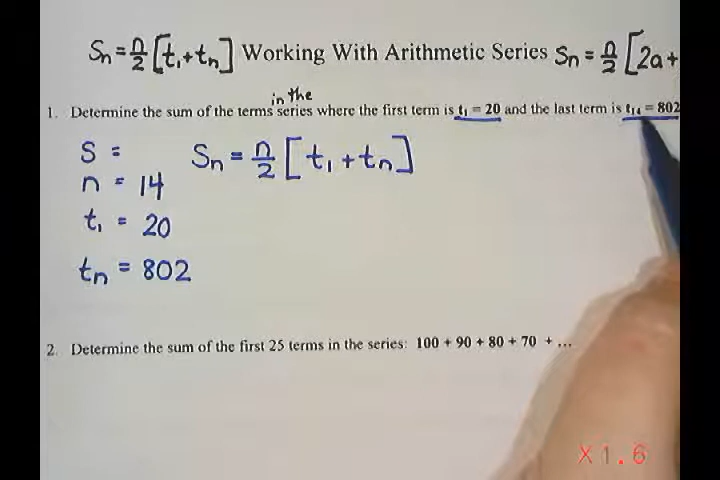 Sn = n/2 [t₁ + tn] Working With Arithmetic Series Sn = n/2 [2a +
in the
1. Determine the sum of the terms series where the first term is t₁ = 20 and the last term is t₁₄ = 802
S = Sn = n/2 [t₁ + tn]
n = 14
t₁ = 20
tn = 802
2. Determine the sum of the first 25 terms in the series: 100 + 90 + 80 + 70 + ...
X1.6